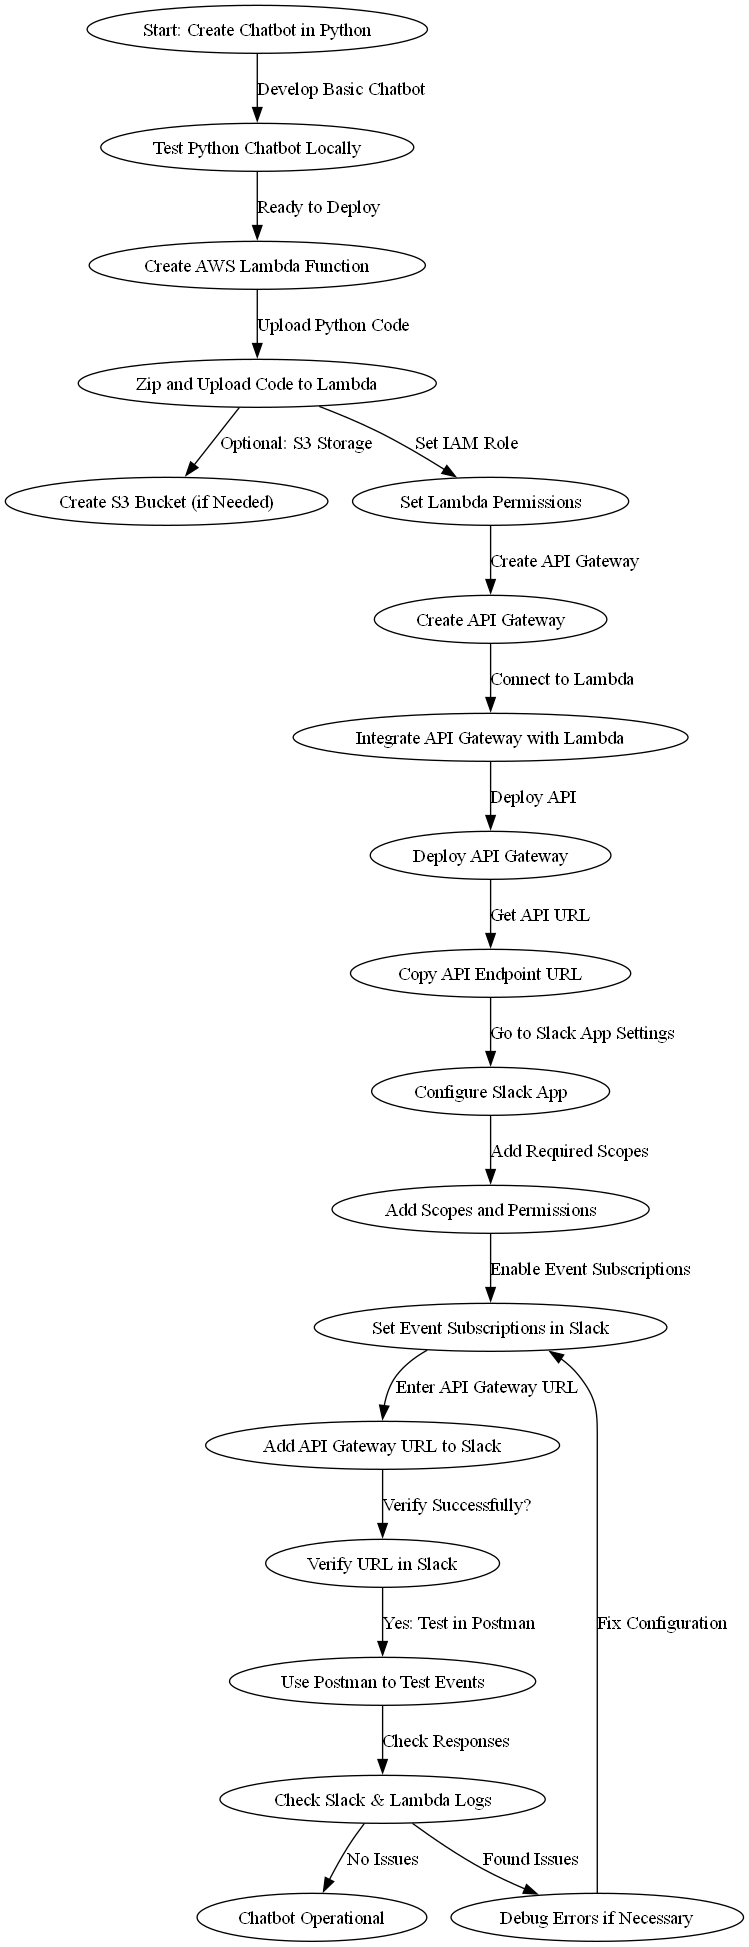 Start: Create Chatbot in Python
Develop Basic Chatbot
Test Python Chatbot Locally
Ready to Deploy
Create AWS Lambda Function
Upload Python Code
Zip and Upload Code to Lambda
Optional: S3 Storage
Set IAM Role
Create S3 Bucket (if Needed)
Set Lambda Permissions
Create API Gateway
Create API Gateway
Connect to Lambda
Integrate API Gateway with Lambda
Deploy API
Deploy API Gateway
Get API URL
Copy API Endpoint URL
Go to Slack App Settings
Configure Slack App
Add Required Scopes
Add Scopes and Permissions
Enable Event Subscriptions
Set Event Subscriptions in Slack
Enter API Gateway URL
Add API Gateway URL to Slack
Verify Successfully?
Verify URL in Slack
Yes: Test in Postman
Fix Configuration
Use Postman to Test Events
Check Responses
Check Slack & Lambda Logs
No Issues
Found Issues
Chatbot Operational
Debug Errors if Necessary